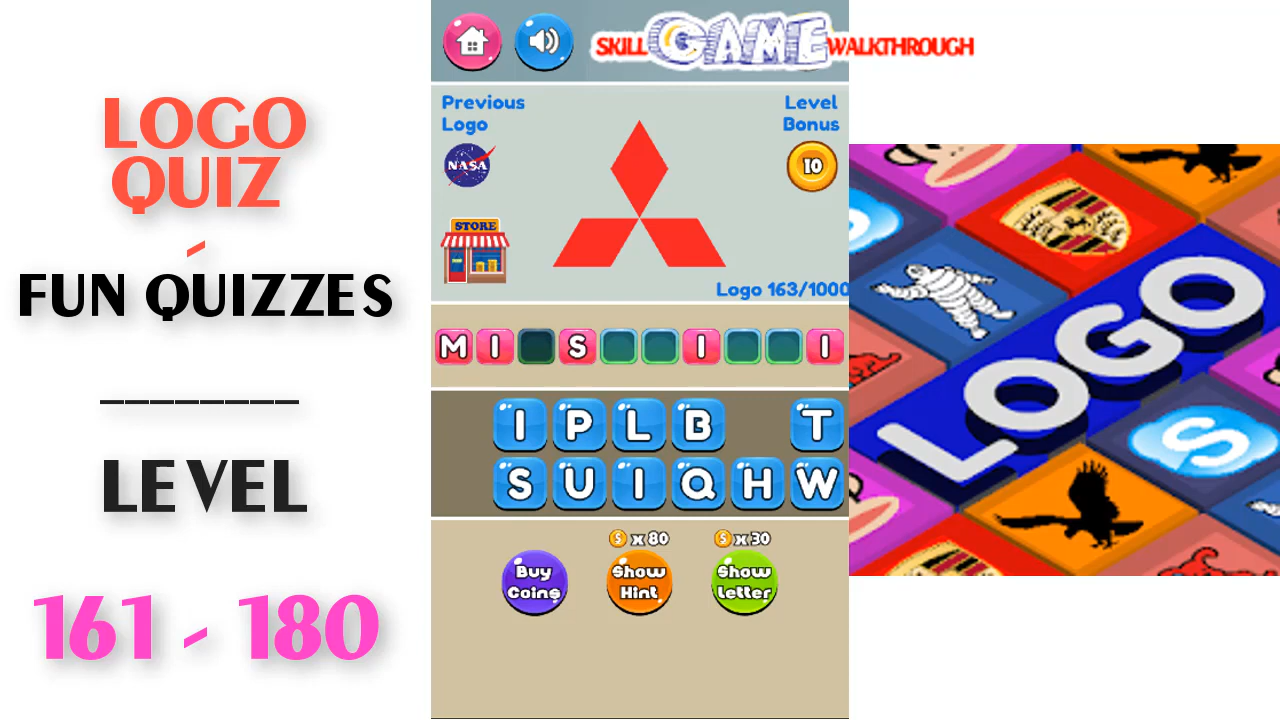 LOGO
QUIZ
-
FUN QUIZZES
________
LEVEL
161 - 180
SKILL GAME WALKTHROUGH
Previous
Logo
Level
Bonus
NASA
10
STORE
Logo 163/1000
M I S I I
I P L B T
S U I Q H W
$ x 80
$ x 30
Buy
Coins
Show
Hint
Show
Letter
LOGO
S
S